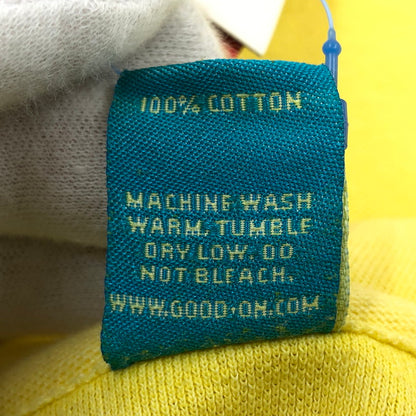 100% COTTON
MACHINE WASH
WARM. TUMBLE
DRY LOW. DO
NOT BLEACH.
WWW.GOOD-ON.COM